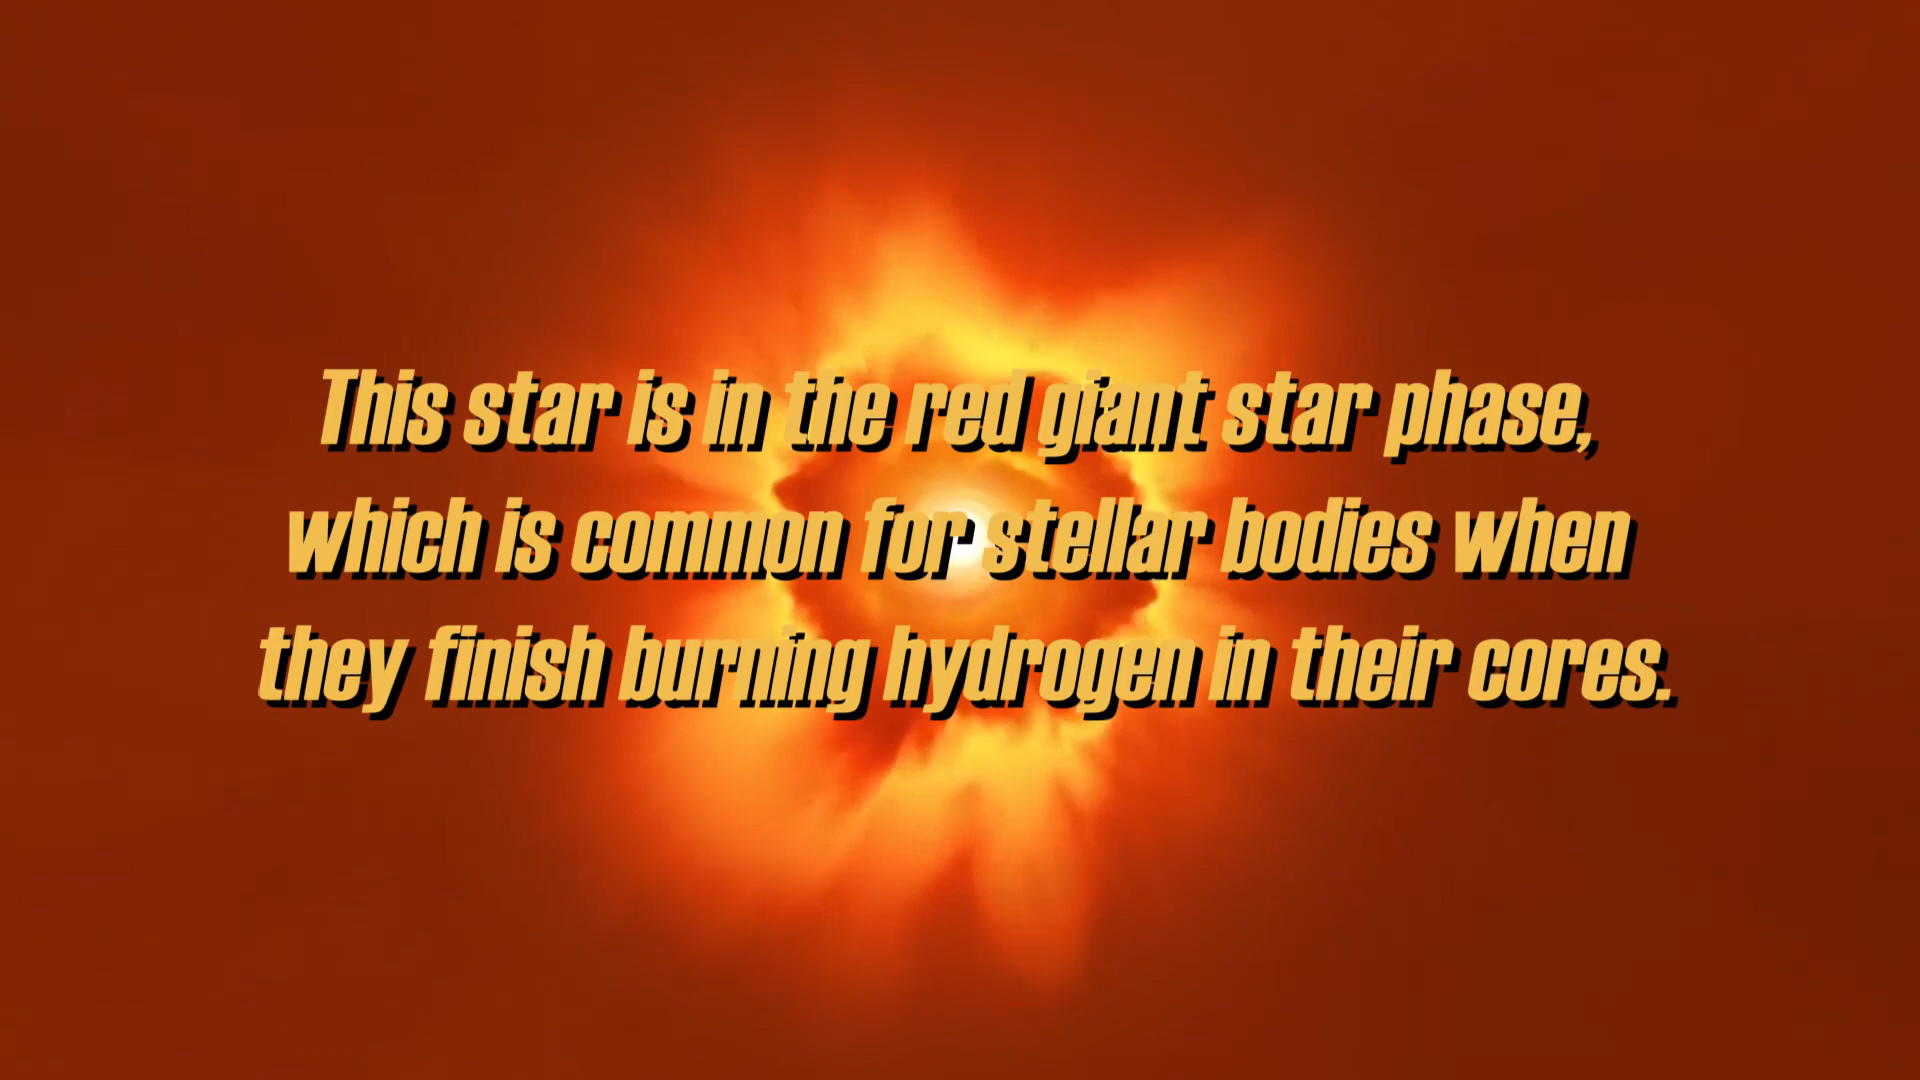 This star is in the red giant star phase,
which is common for stellar bodies when
they finish burning hydrogen in their cores.